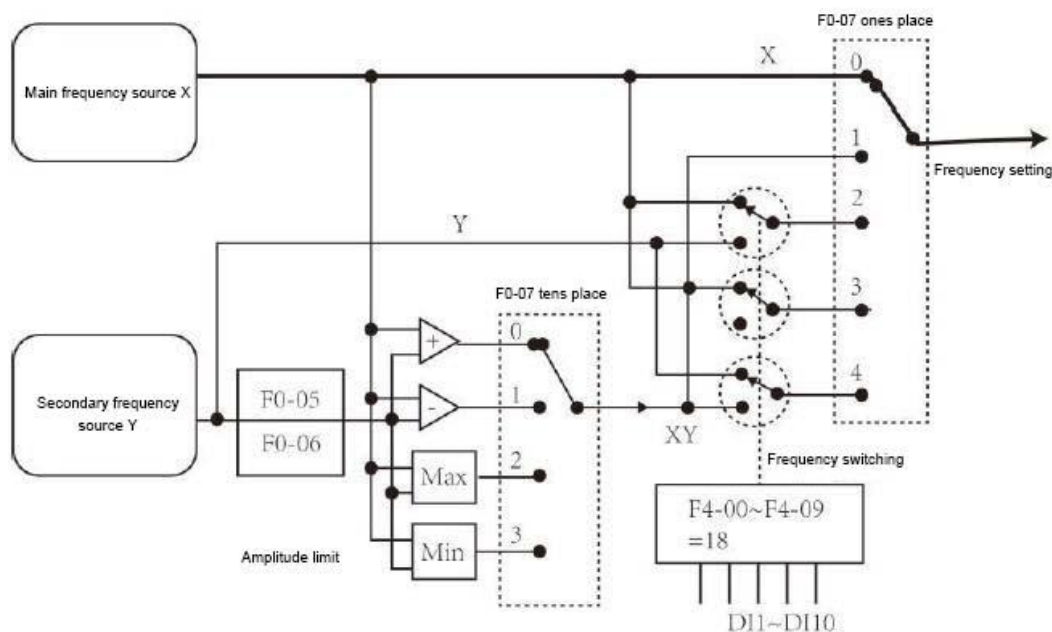 F0-07 ones place
Main frequency source X
X
0
1
Frequency setting
2
Y
F0-07 tens place
3
0
+
Secondary frequency
source Y
F0-05
F0-06
-
1
4
XY
Max
2
Frequency switching
Min
3
F4-00~F4-09
=18
Amplitude limit
DI1~DI10